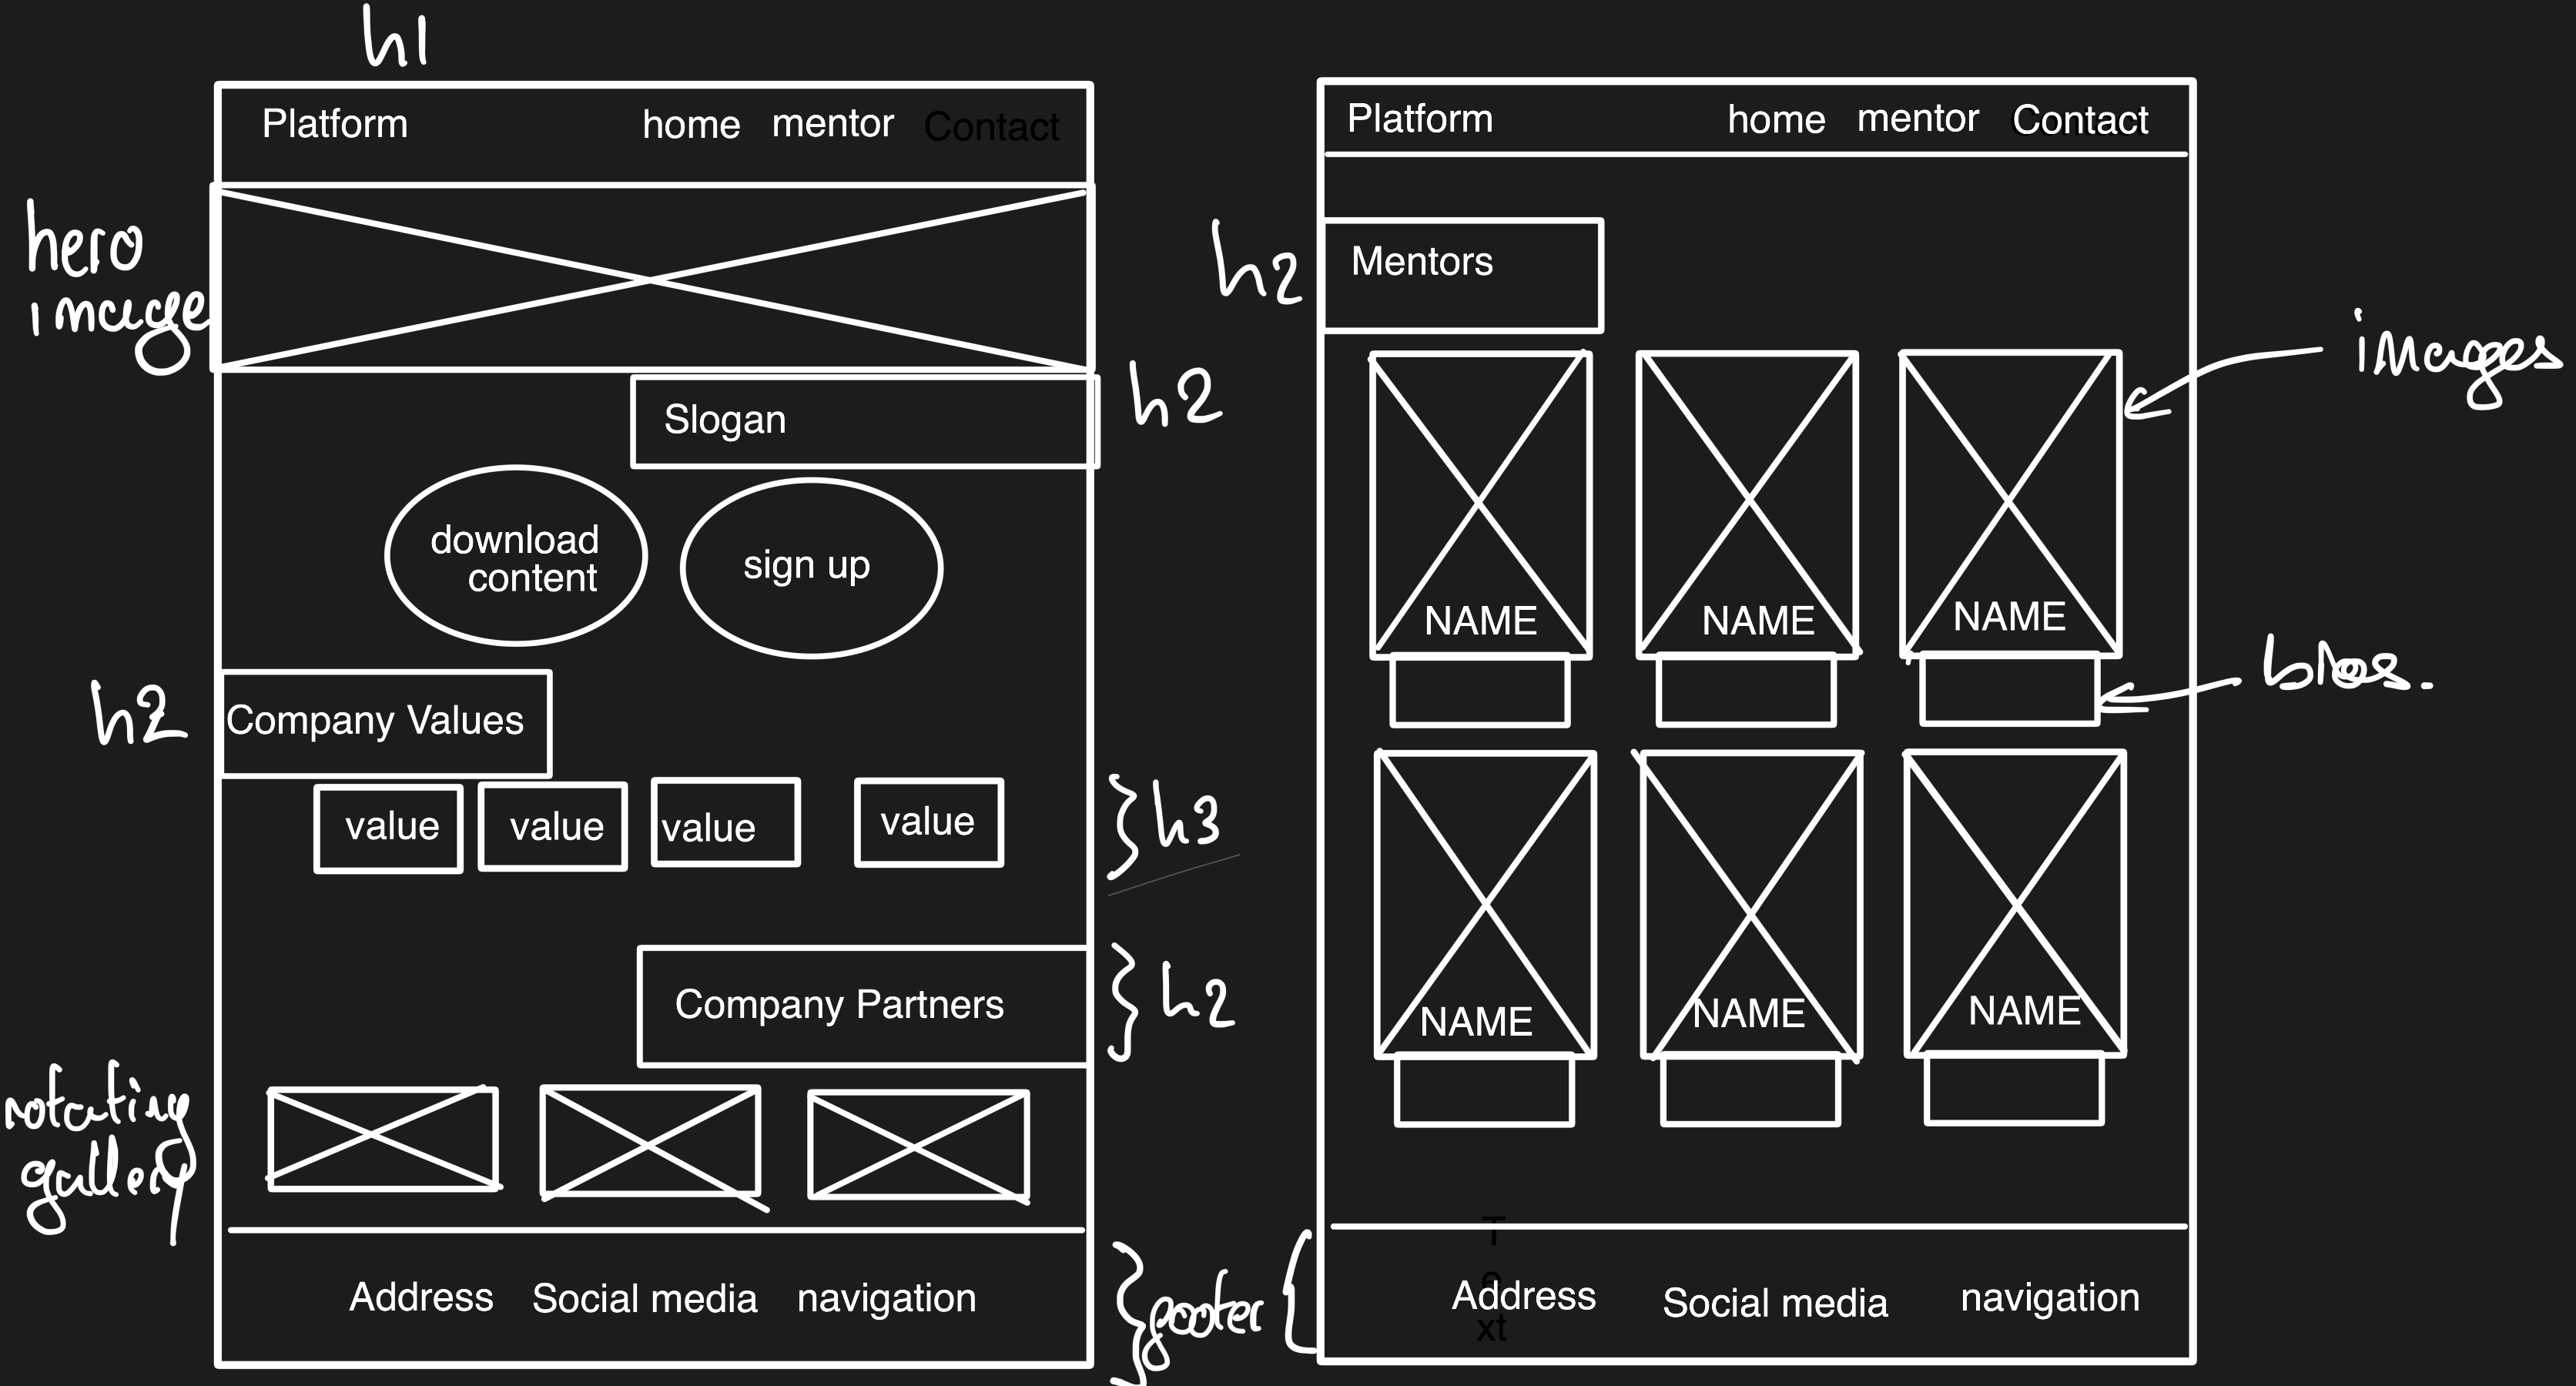 h1
Platform home mentor Contact
hero
image
Slogan
h2
download
content
sign up
h2
Company Values
value value value value
h3
Company Partners
h2
rotating
gallery
Address Social media navigation
footer
Platform home mentor Contact
h2
Mentors
images
NAME NAME NAME
bios.
NAME NAME NAME
Text
Address Social media navigation